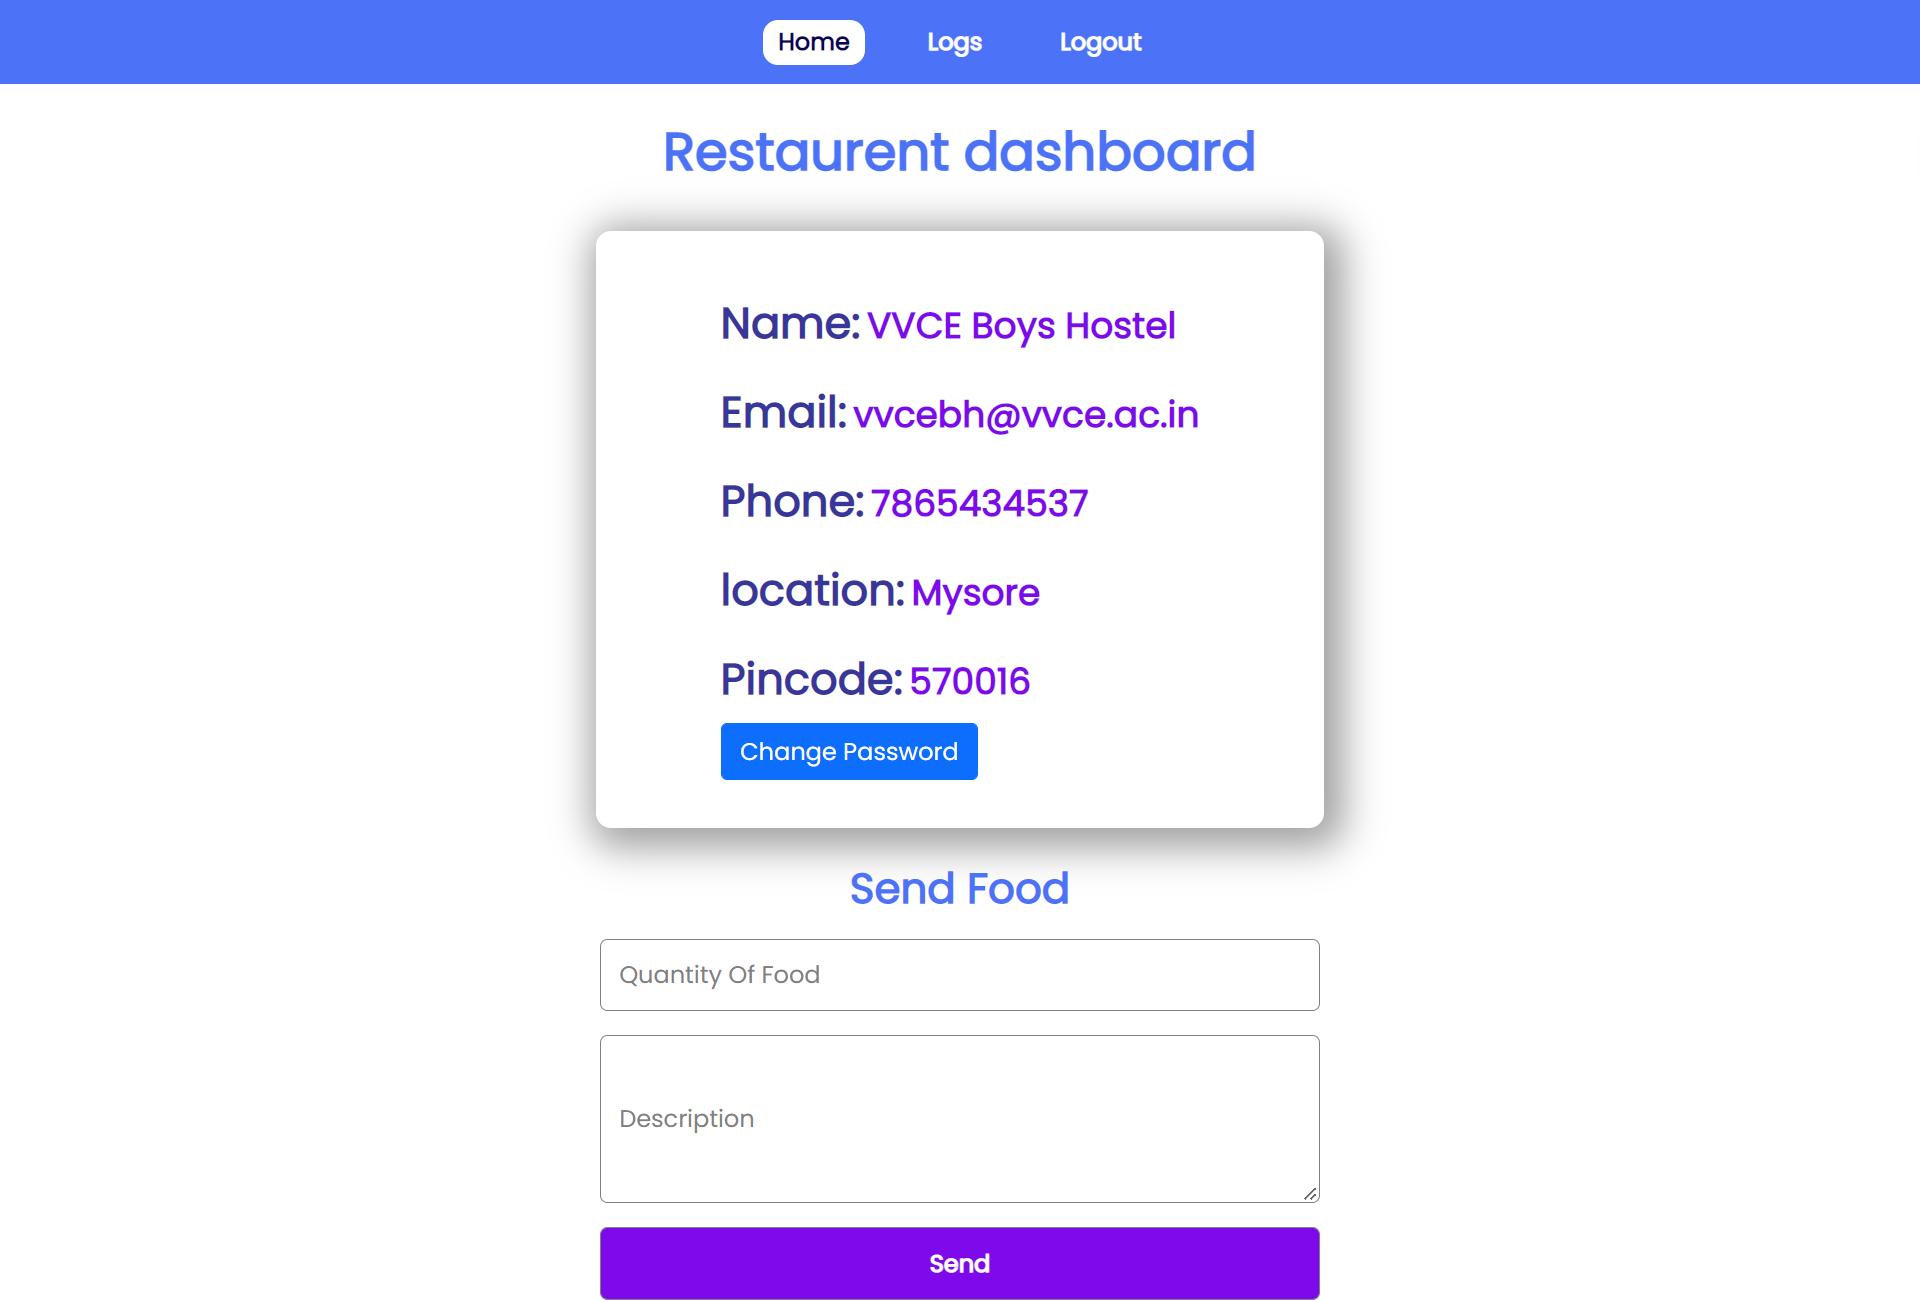 Home Logs Logout
Restaurent dashboard
Name: VVCE Boys Hostel
Email: vvcebh@vvce.ac.in
Phone: 7865434537
location: Mysore
Pincode: 570016
Change Password
Send Food
Quantity Of Food
Description
Send